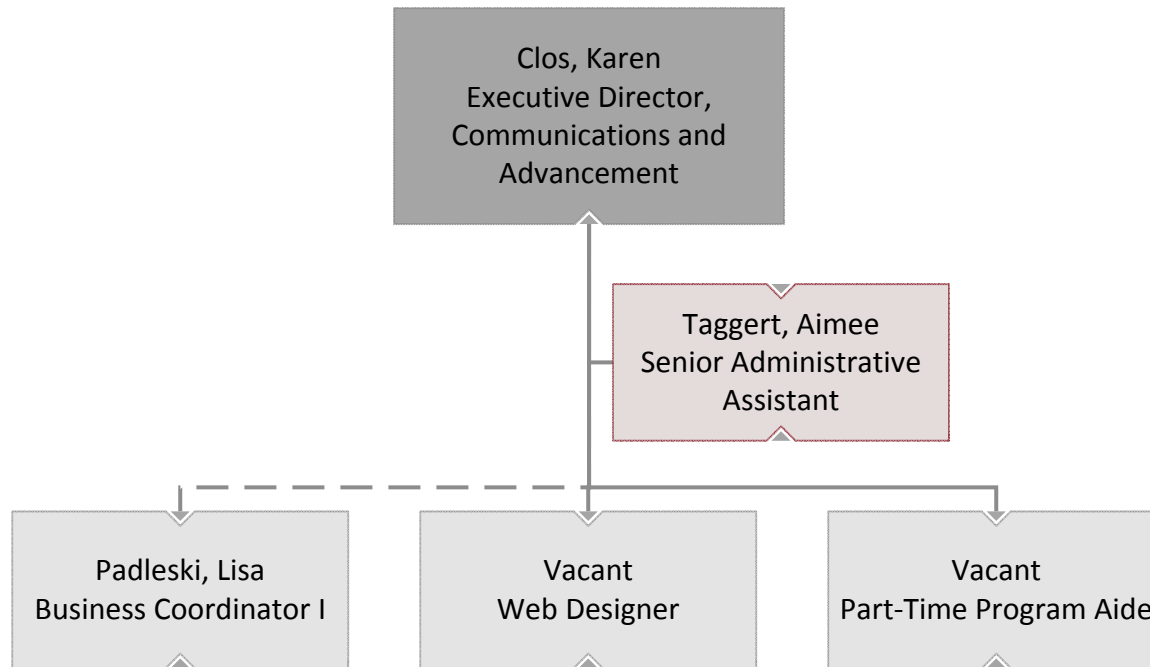 Clos, Karen
Executive Director,
Communications and
Advancement
Taggert, Aimee
Senior Administrative
Assistant
Padleski, Lisa
Business Coordinator I
Vacant
Web Designer
Vacant
Part-Time Program Aide